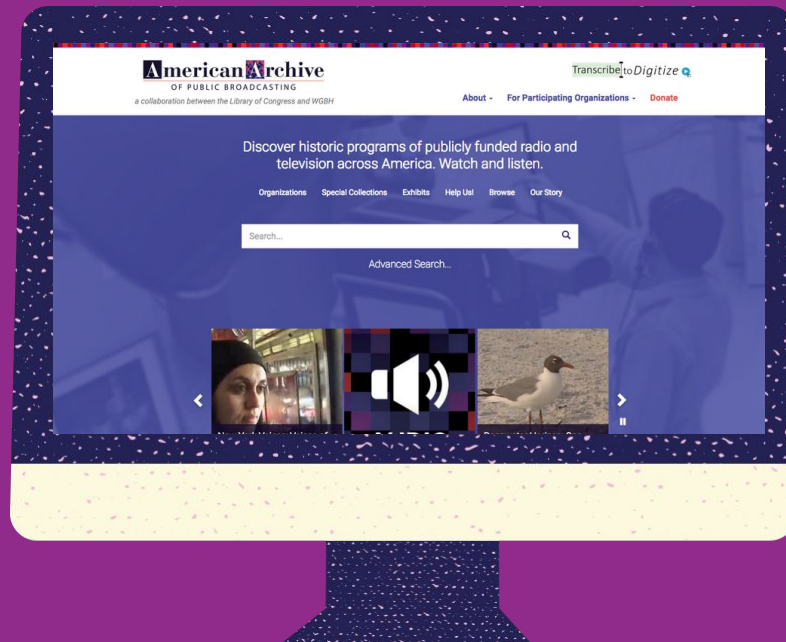 American Archive
OF PUBLIC BROADCASTING
a collaboration between the Library of Congress and WGBH
Transcribe to Digitize
About For Participating Organizations Donate
Discover historic programs of publicly funded radio and
television across America. Watch and listen.
Organizations Special Collections Exhibits Help Us! Browse Our Story
Search...
Advanced Search...